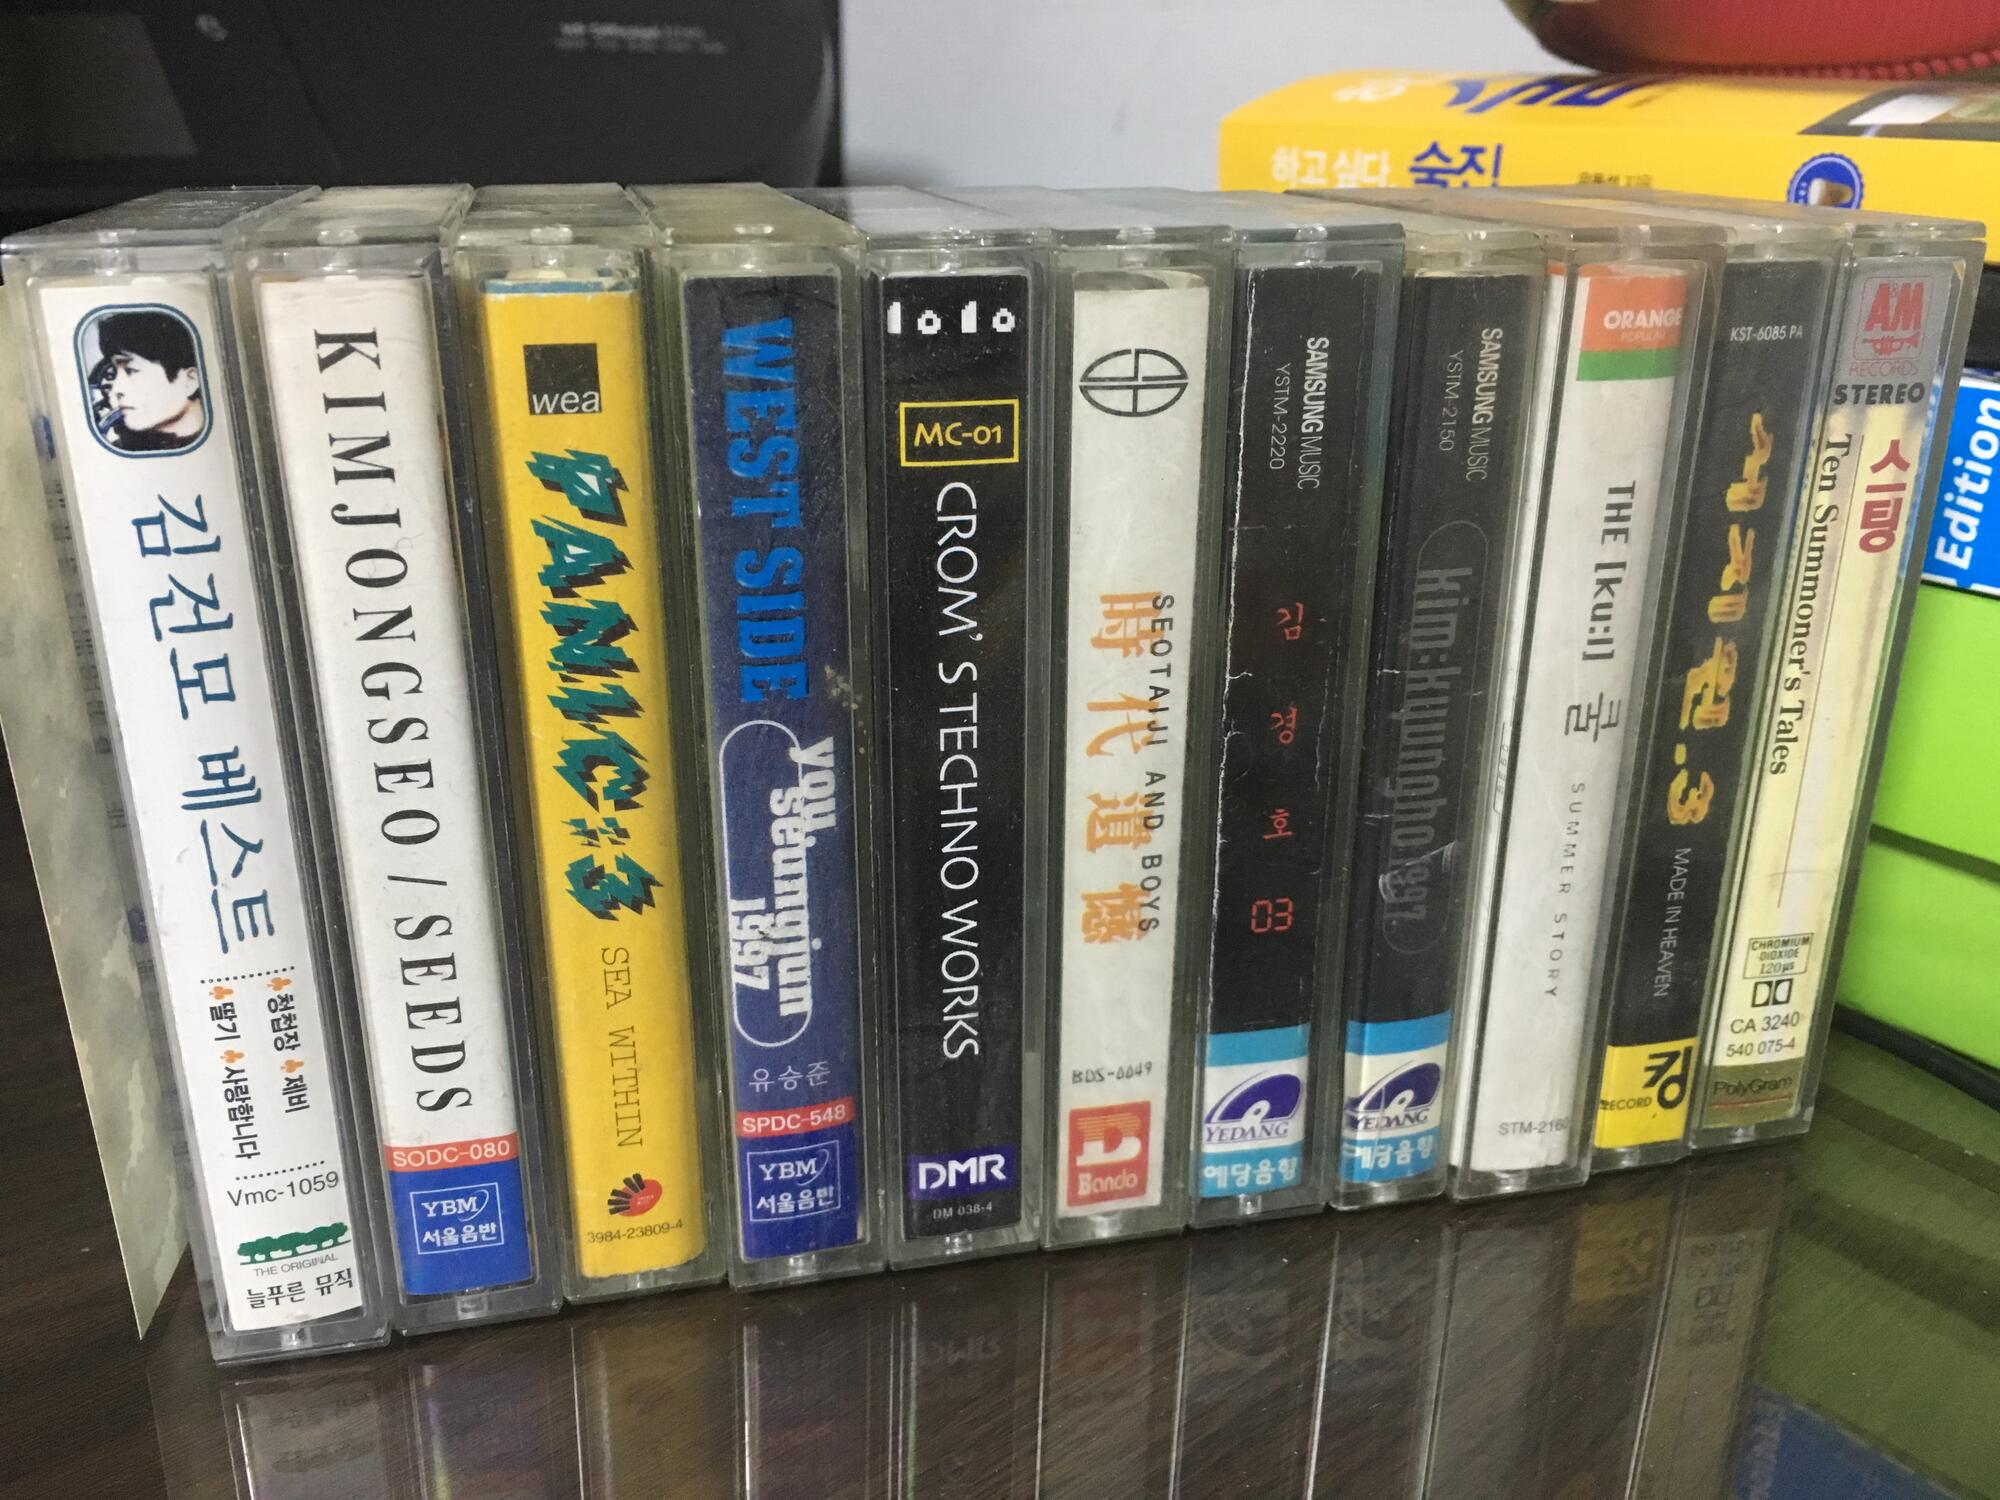 김건모 베스트
♣청첩장 ♣제비
♣딸기 ♣사랑합니다
Vmc-1059
THE ORIGINAL
늘푸른 뮤직
KIMJONGSEO / SEEDS
SODC-080
YBM
서울음반
wea
PANIC 3
SEA WITHIN
3984-23809-4
WEST SIDE
yoo
seungjun
1997
유승준
SPDC-548
YBM
서울음반
1010
MC-01
CROM'S TECHNO WORKS
DMR
DM 038-4
SEOTAIJI AND BOYS
時代遺憾
BDS-0049
Bando
SAMSUNG MUSIC
YSTM-2220
김경호 03
YEDANG
예당음향
SAMSUNG MUSIC
YSTM-2150
kim:kyungho 1997
YEDANG
예당음향
ORANGE
THE [ku:l] 쿨
SUMMER STORY
STM-2160
KST-6085 PA
MADE IN HEAVEN
킹
RECORD
A&M
RECORDS
STEREO
스팅
Ten Summoner's Tales
CHROMIUM
DIOXIDE
120µs
CA 3240
540 075-4
PolyGram
하고 싶다.
술진
Edition